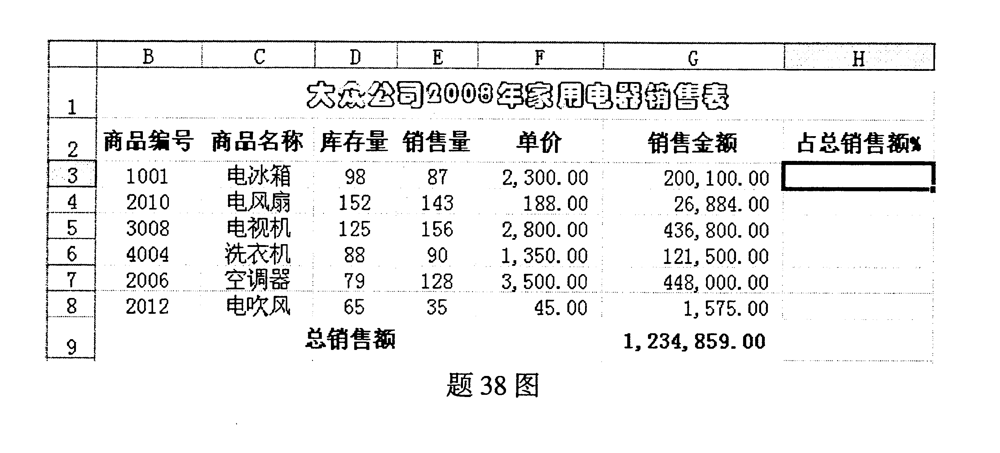 B C D E F G H
1 大众公司2008年家用电器销售表
2 商品编号 商品名称 库存量 销售量 单价 销售金额 占总销售额%
3 1001 电冰箱 98 87 2,300.00 200,100.00
4 2010 电风扇 152 143 188.00 26,884.00
5 3008 电视机 125 156 2,800.00 436,800.00
6 4004 洗衣机 88 90 1,350.00 121,500.00
7 2006 空调器 79 128 3,500.00 448,000.00
8 2012 电吹风 65 35 45.00 1,575.00
9 总销售额 1,234,859.00
题 38 图